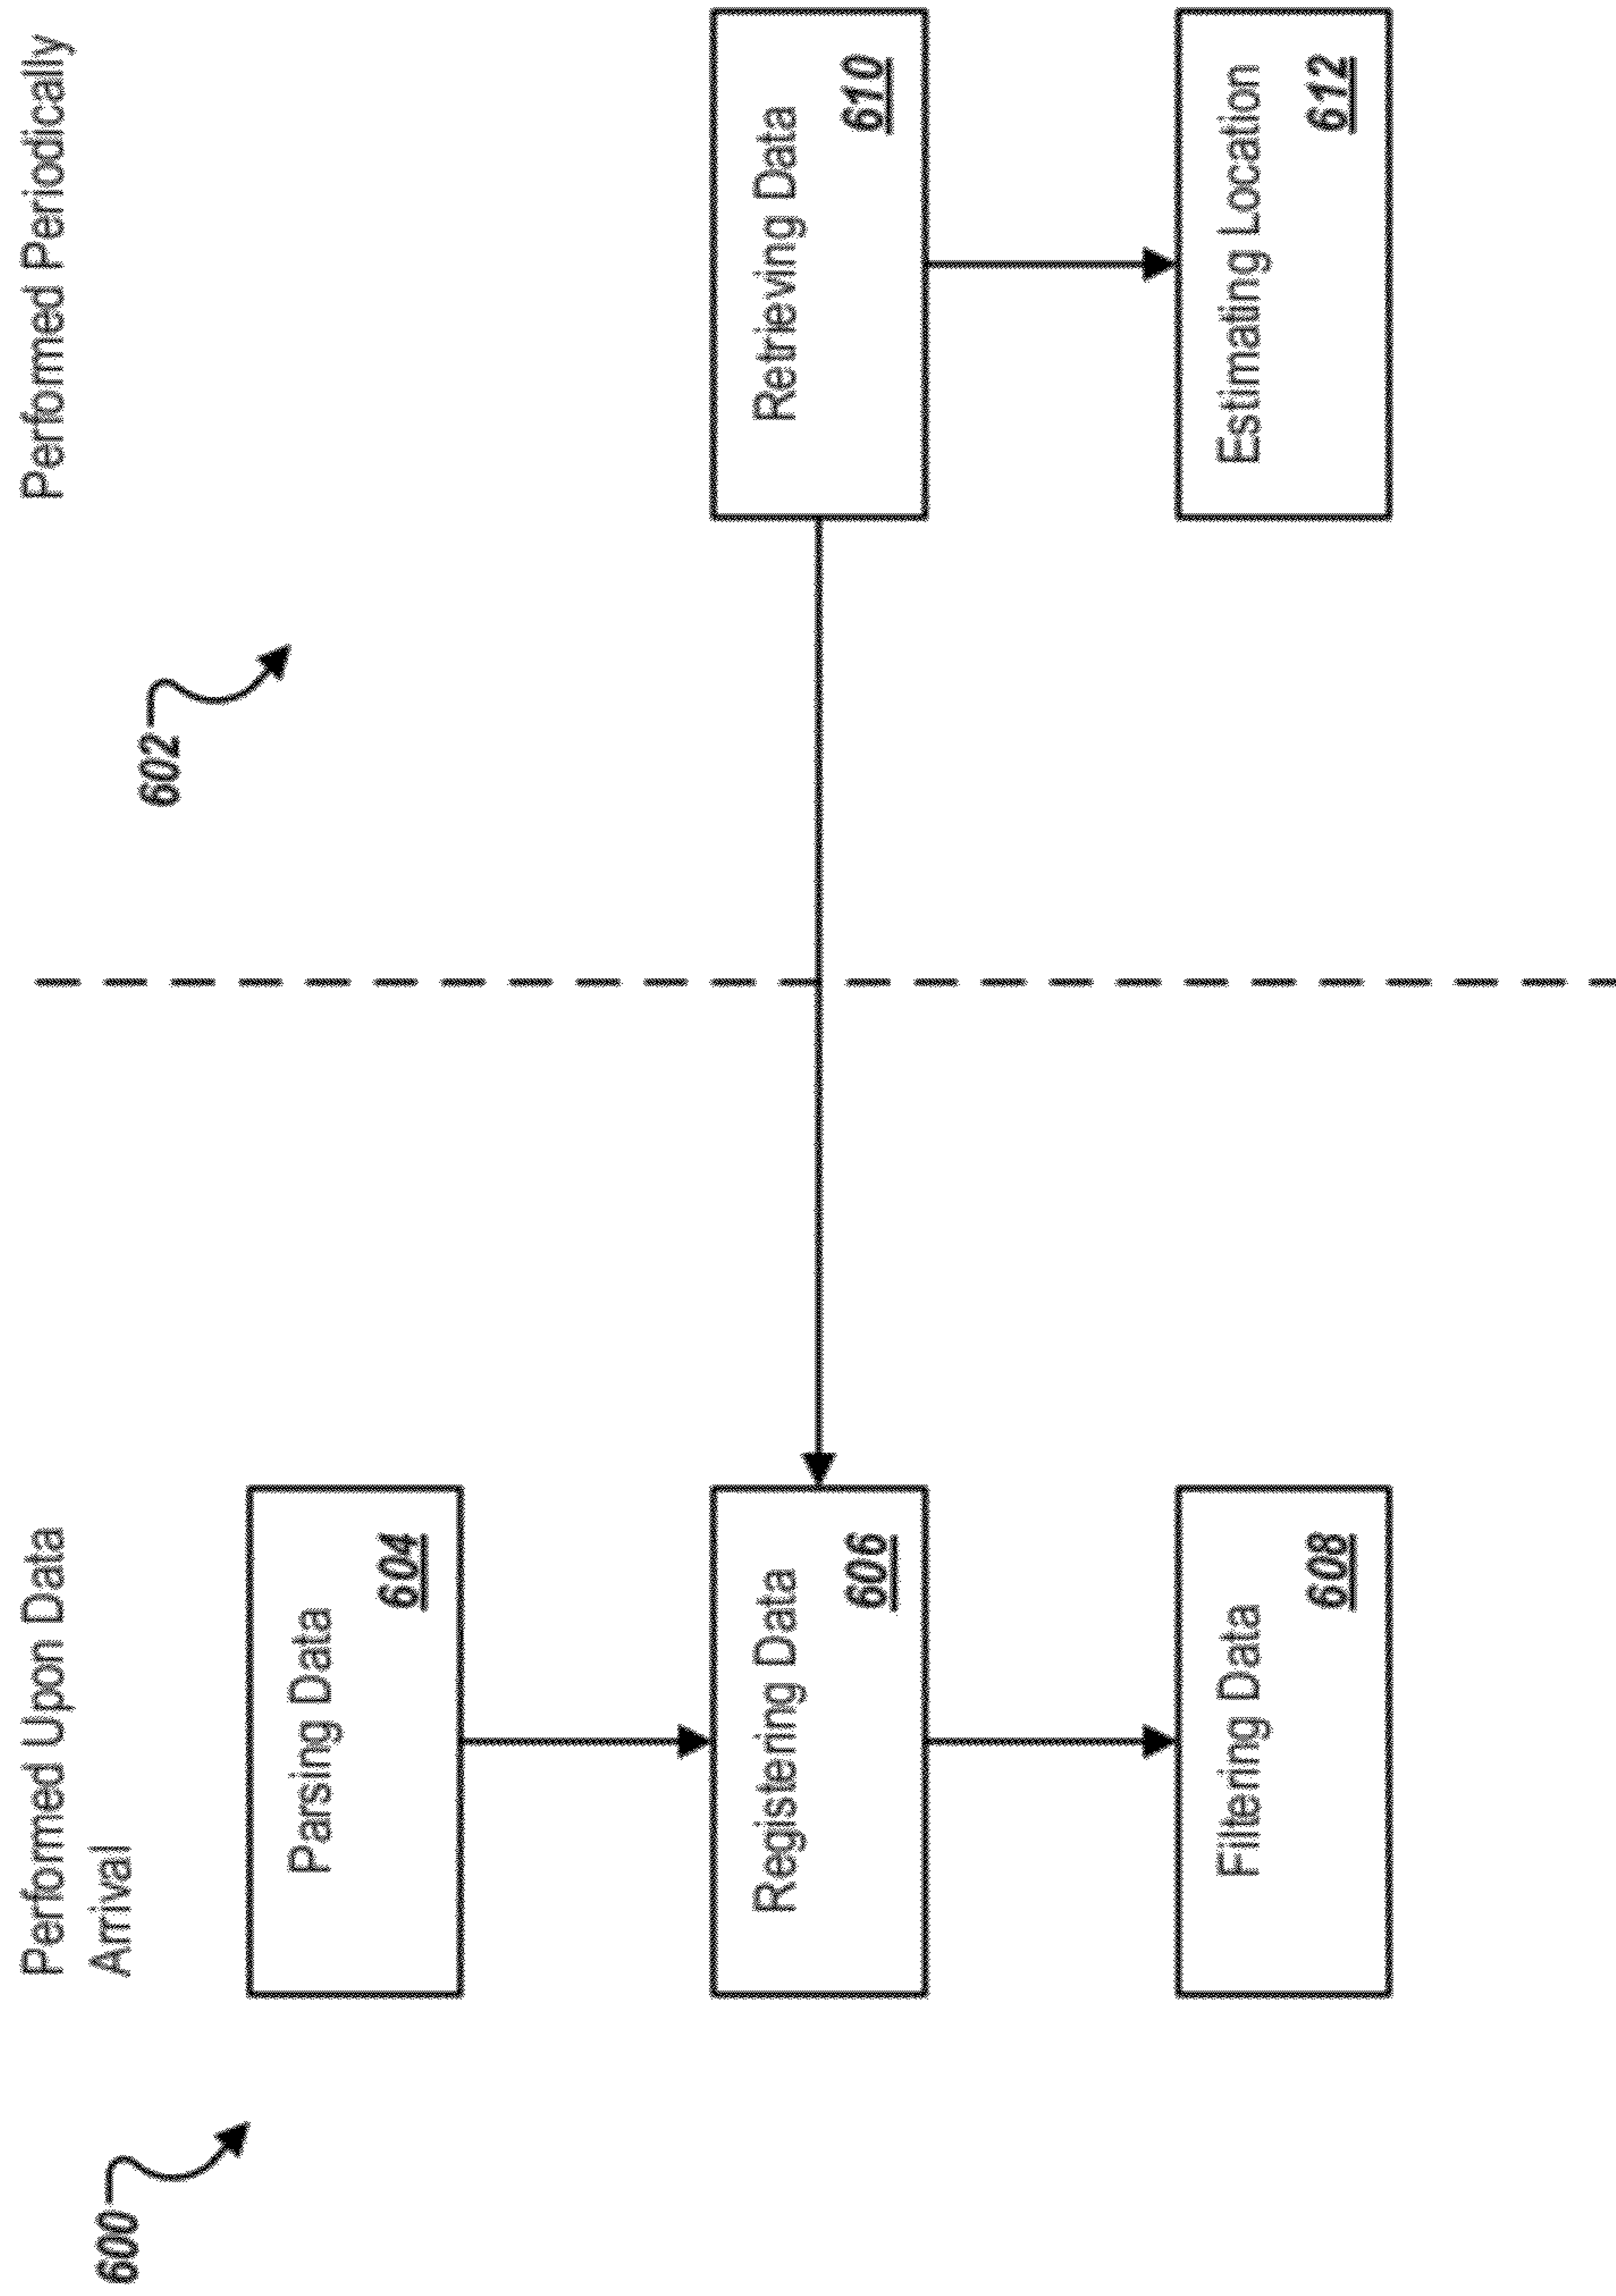 600
Performed Upon Data
Arrival
Parsing Data
604
Registering Data
606
Filtering Data
608
602
Performed Periodically
Retrieving Data
610
Estimating Location
612